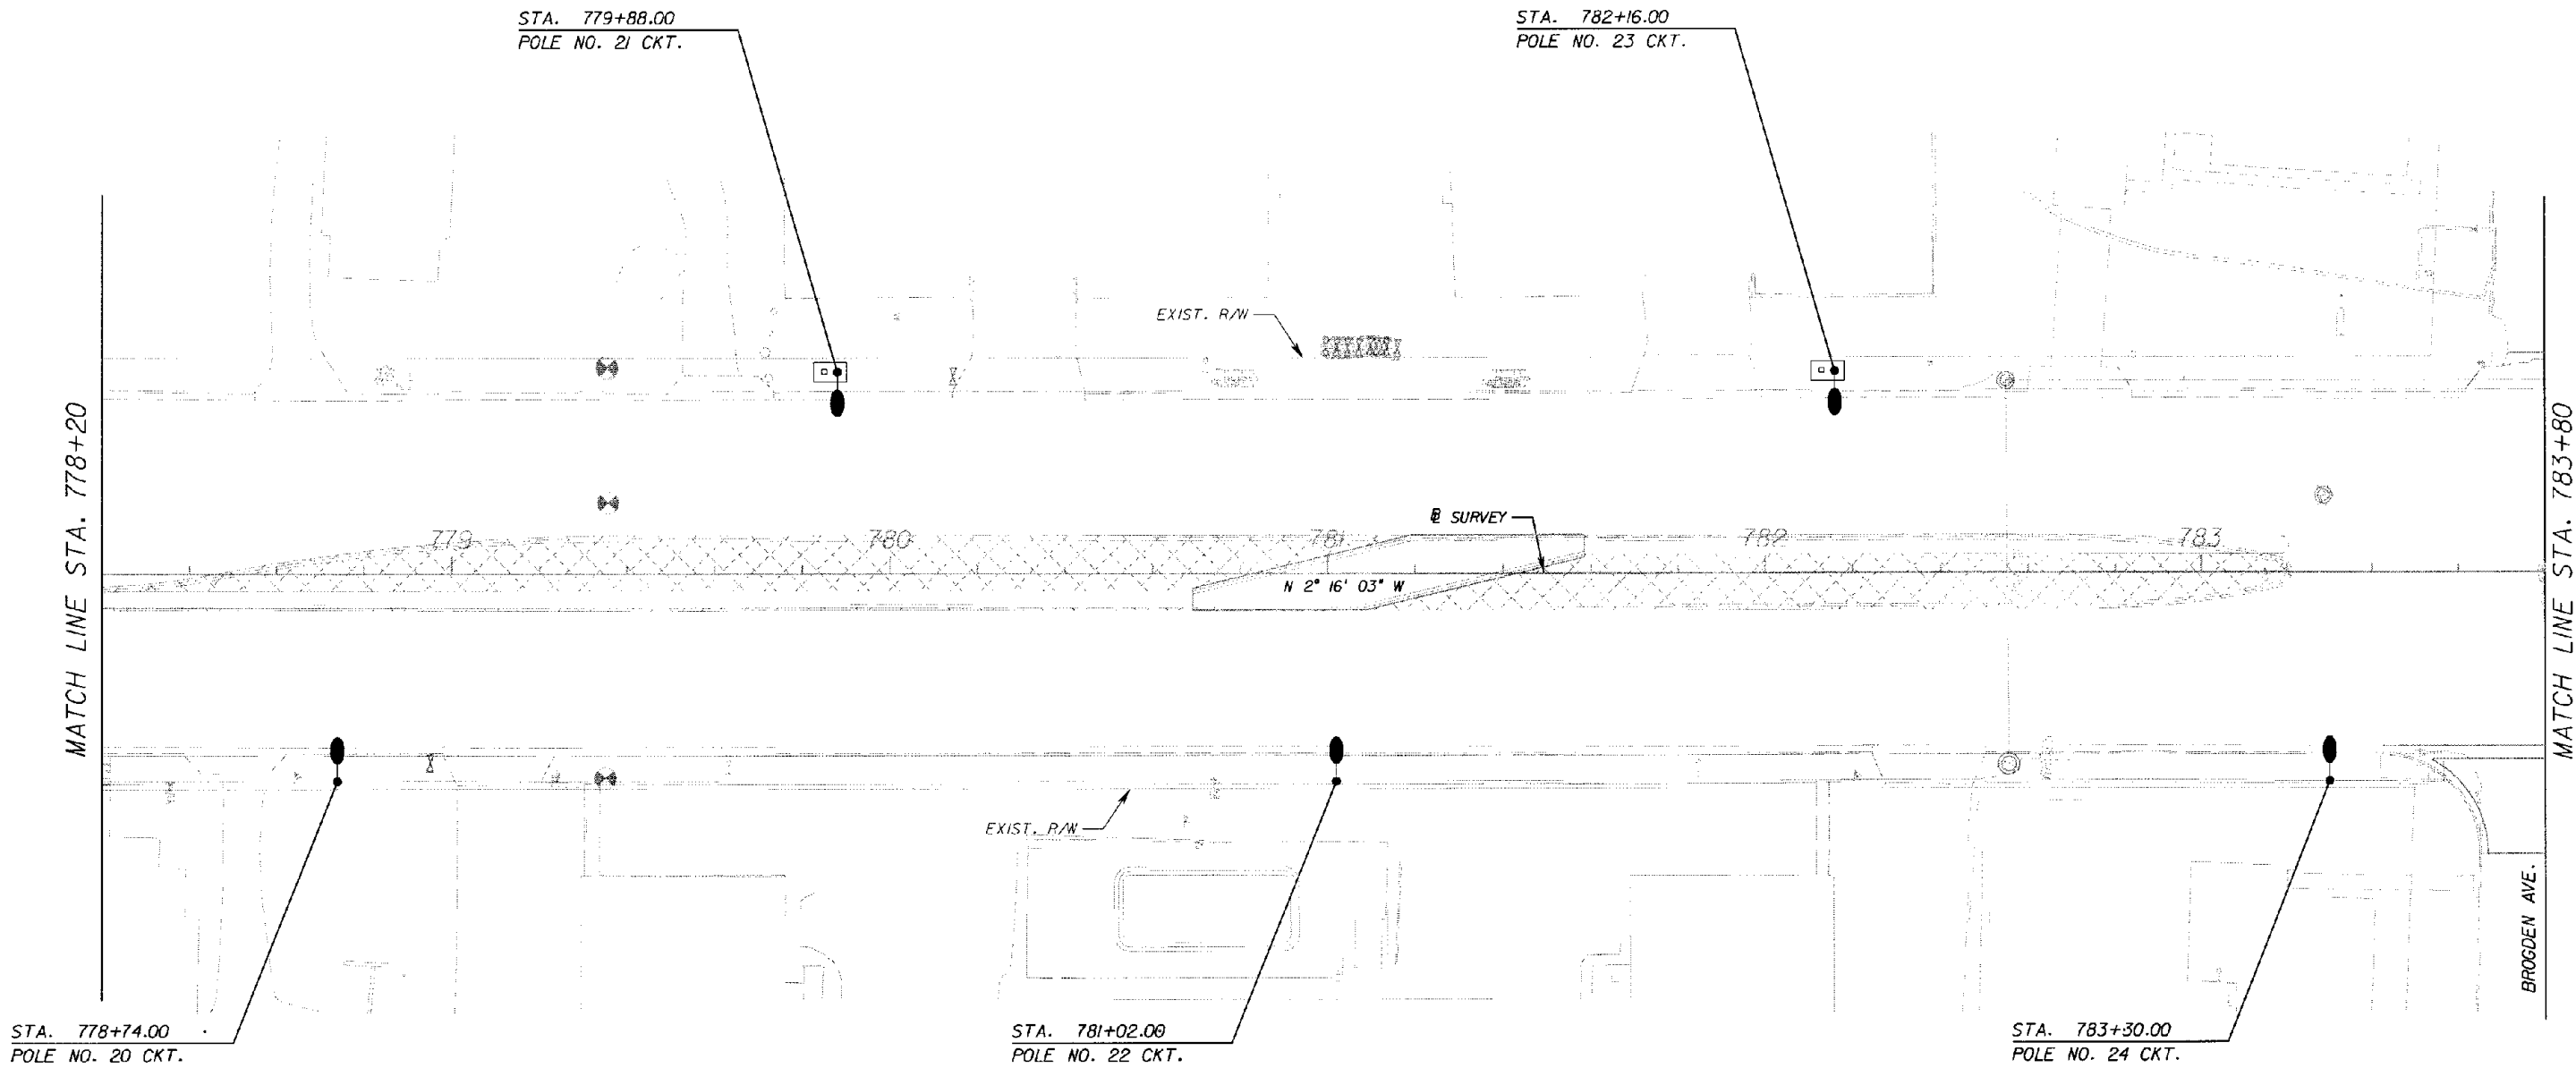 STA. 779+88.00
POLE NO. 21 CKT.
STA. 782+16.00
POLE NO. 23 CKT.
EXIST. R/W
MATCH LINE STA. 778+20
MATCH LINE STA. 783+80
℄ SURVEY
779
780
781
782
783
N 2° 16' 03" W
EXIST. R/W
BROGDEN AVE.
STA. 778+74.00
POLE NO. 20 CKT.
STA. 781+02.00
POLE NO. 22 CKT.
STA. 783+30.00
POLE NO. 24 CKT.